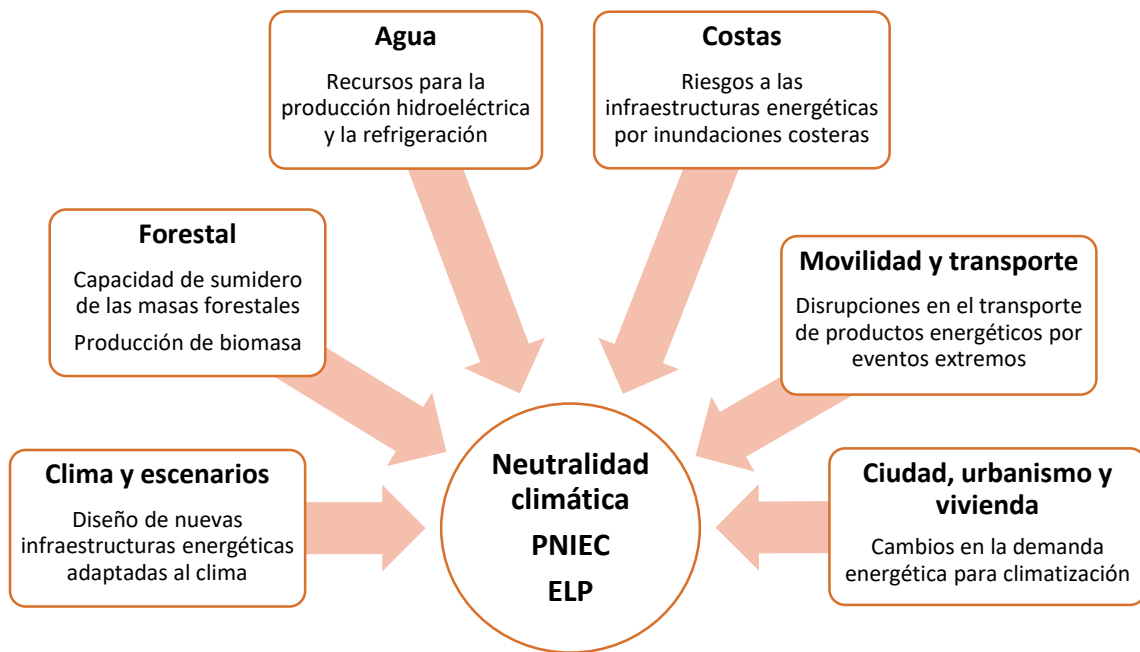 Agua
Recursos para la
producción hidroeléctrica
y la refrigeración
Costas
Riesgos a las
infraestructuras energéticas
por inundaciones costeras
Forestal
Capacidad de sumidero
de las masas forestales
Producción de biomasa
Movilidad y transporte
Disrupciones en el transporte
de productos energéticos por
eventos extremos
Clima y escenarios
Diseño de nuevas
infraestructuras energéticas
adaptadas al clima
Neutralidad
climática
PNIEC
ELP
Ciudad, urbanismo y
vivienda
Cambios en la demanda
energética para climatización